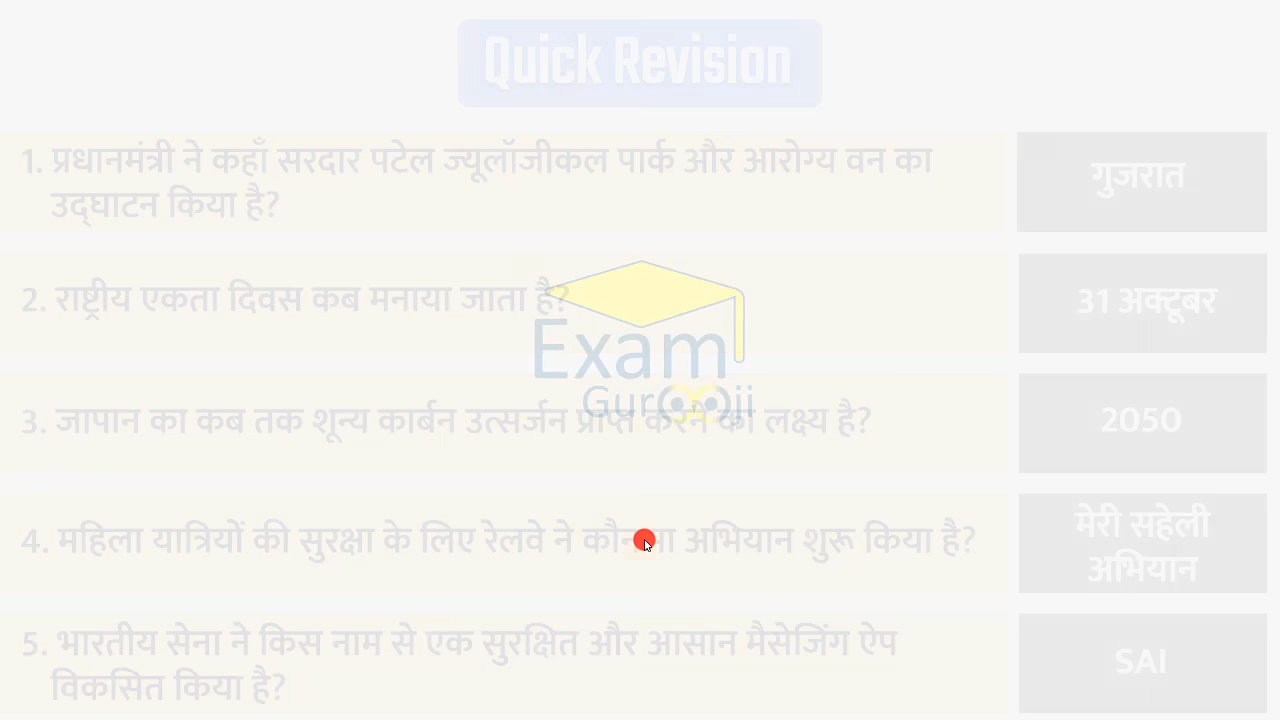 Quick Revision
1. प्रधानमंत्री ने कहाँ सरदार पटेल ज्यूलॉजीकल पार्क और आरोग्य वन का
उद्घाटन किया है?
गुजरात
2. राष्ट्रीय एकता दिवस कब मनाया जाता है?
31 अक्टूबर
Exam
Gurooji
3. जापान का कब तक शून्य कार्बन उत्सर्जन प्राप्त करने का लक्ष्य है?
2050
4. महिला यात्रियों की सुरक्षा के लिए रेलवे ने कौन सा अभियान शुरू किया है?
मेरी सहेली
अभियान
5. भारतीय सेना ने किस नाम से एक सुरक्षित और आसान मैसेजिंग ऐप
विकसित किया है?
SAI